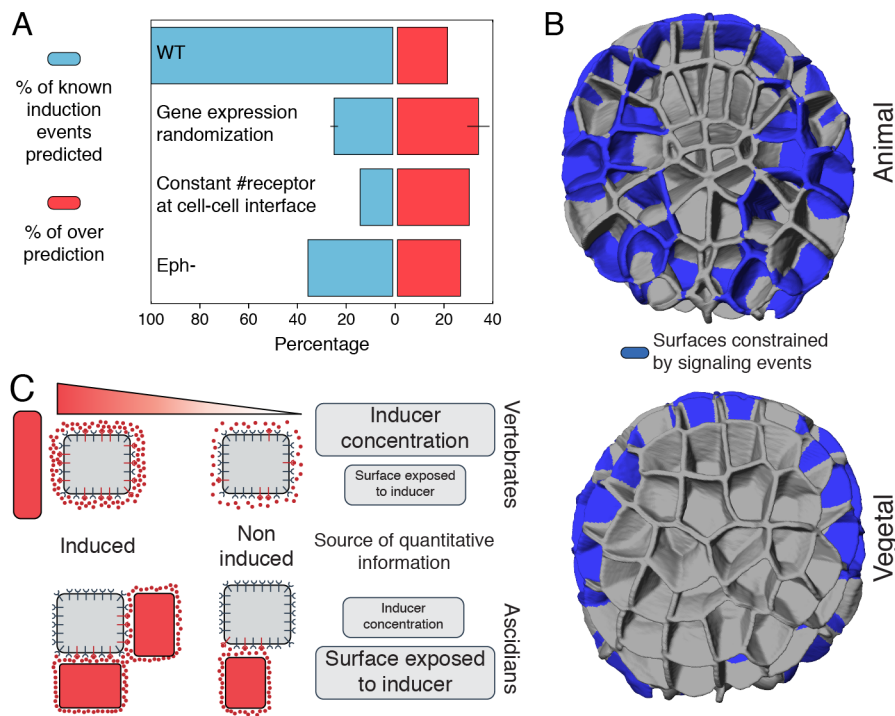 A
% of known
induction
events
predicted
% of over
prediction
WT
Gene expression
randomization
Constant #receptor
at cell-cell interface
Eph-
100 80 60 40 20 0 20 40
Percentage
B
Animal
Surfaces constrained
by signaling events
Vegetal
C
Inducer
concentration
Surface exposed
to inducer
Vertebrates
Induced
Non
induced
Source of quantitative
information
Inducer
concentration
Surface exposed
to inducer
Ascidians